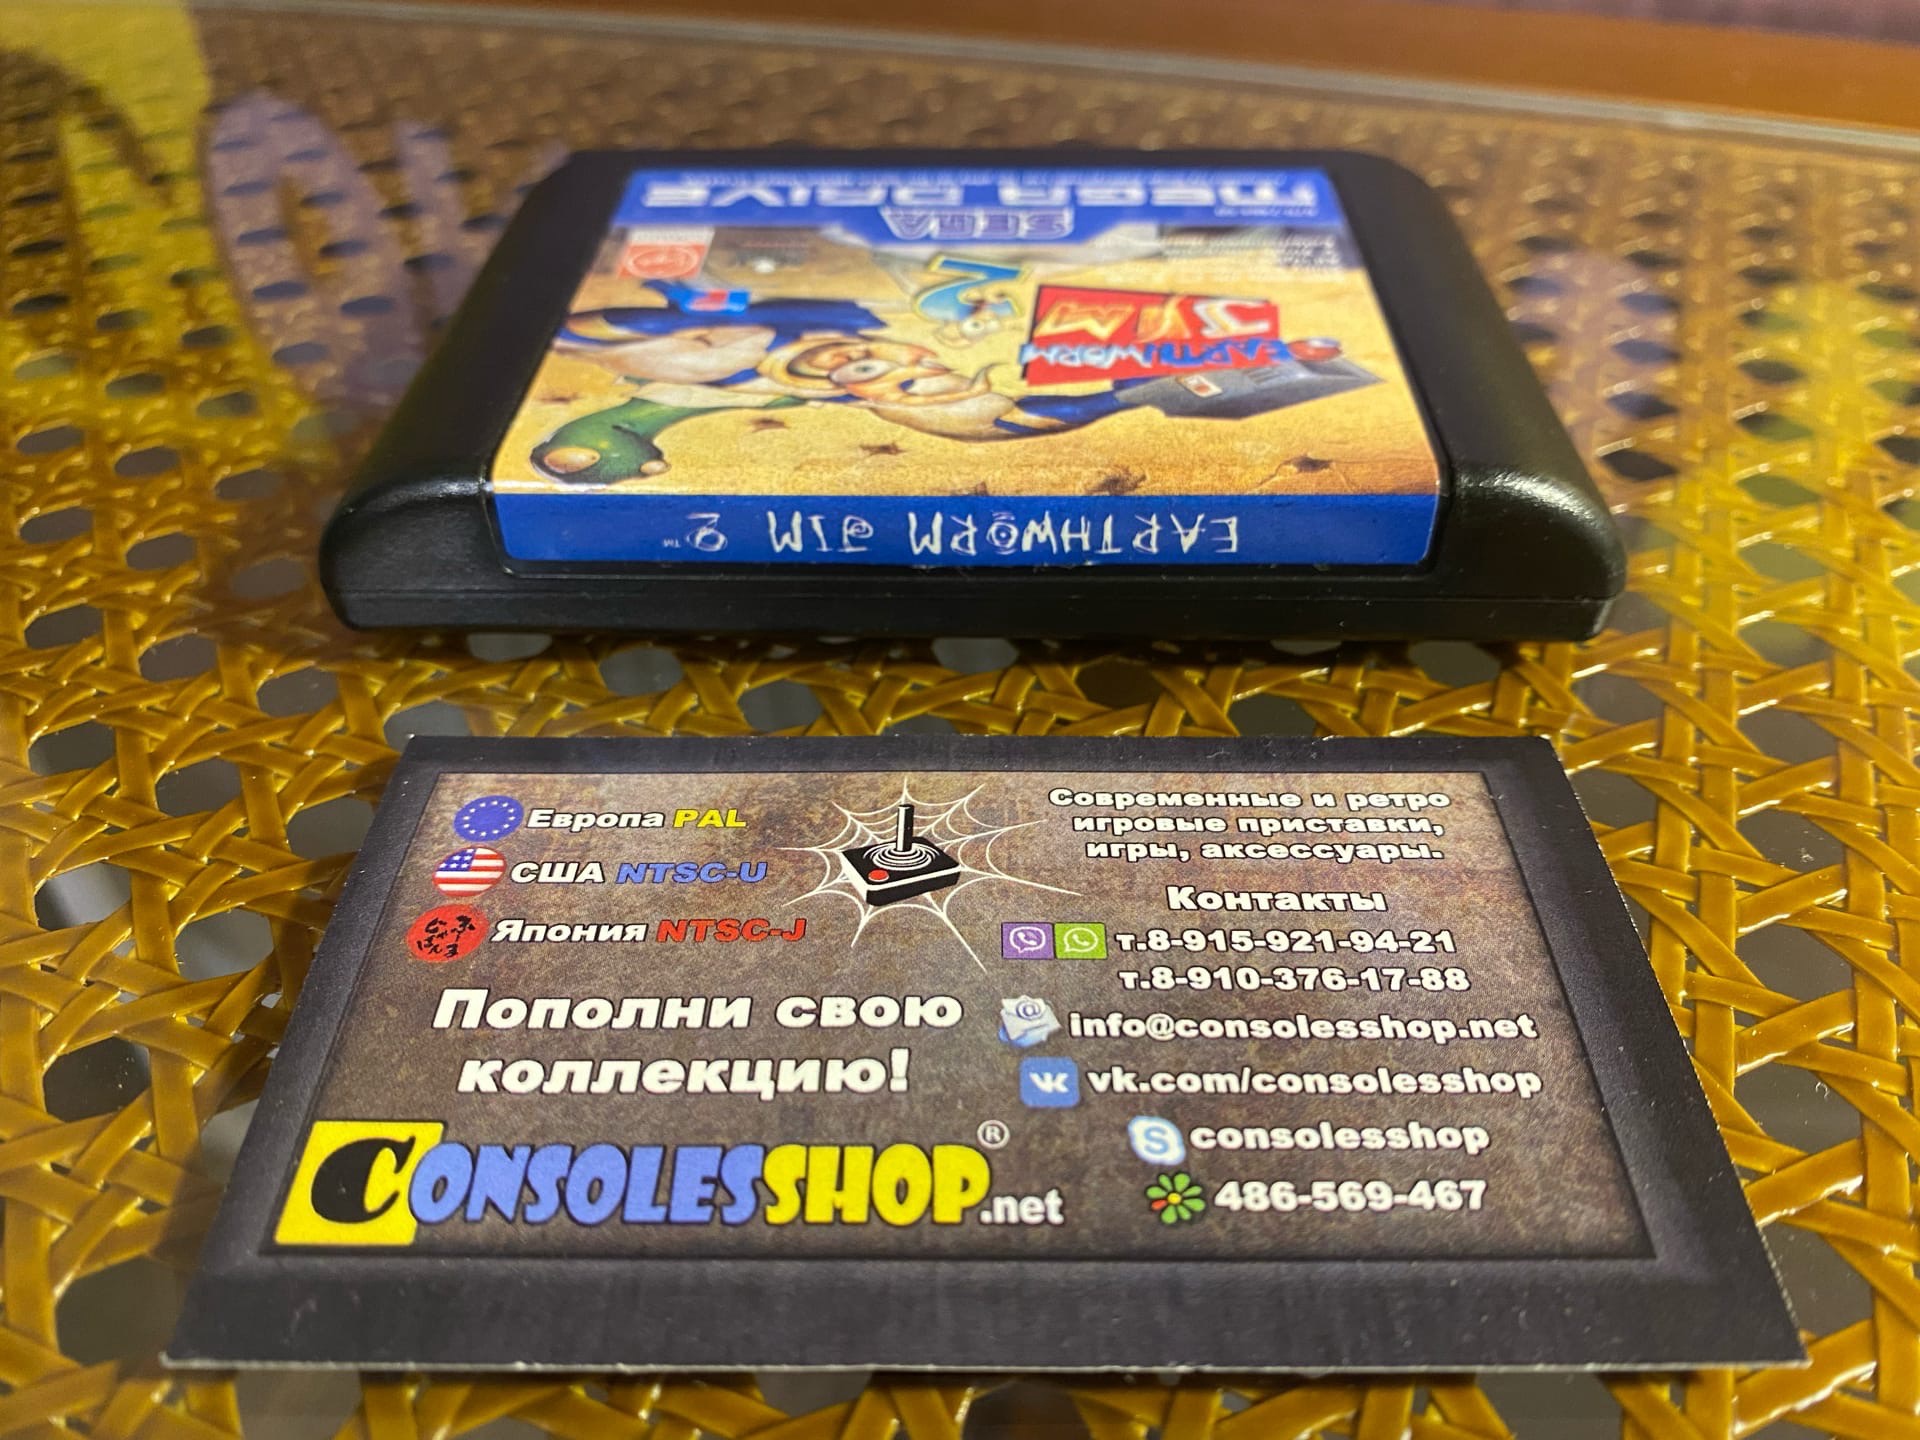 MEGA DRIVE
SEGA
2
EARTHWORM
JIM
EARTHWORM JIM 2 ™
Европа PAL
США NTSC-U
Япония NTSC-J
Пополни свою
коллекцию!
CONSOLESSHOP.net ®
Современные и ретро
игровые приставки,
игры, аксессуары.
Контакты
т.8-915-921-94-21
т.8-910-376-17-88
info@consolesshop.net
vk.com/consolesshop
consolesshop
486-569-467